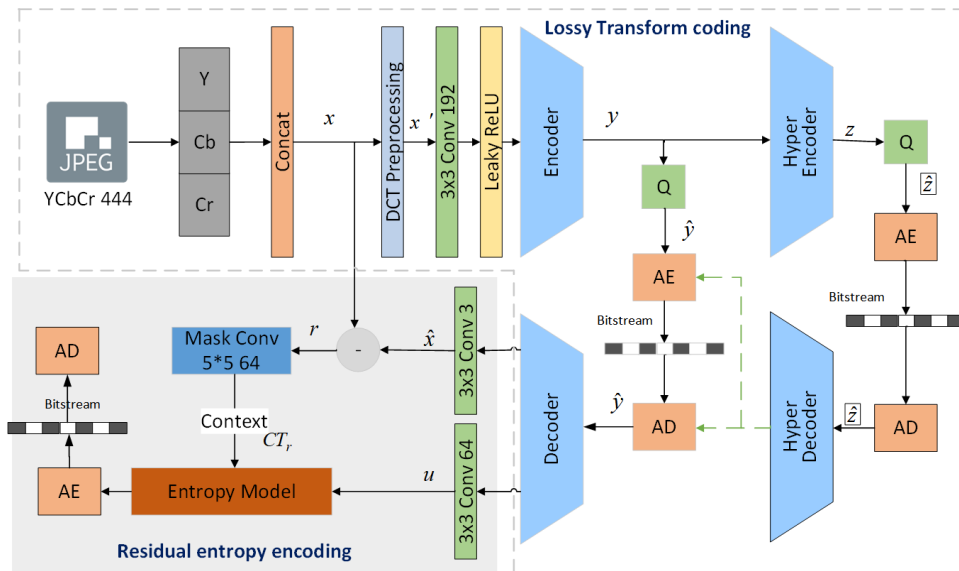 Lossy Transform coding
JPEG
YCbCr 444
Y
Cb
Cr
Concat
x
DCT Preprocessing
x '
3x3 Conv 192
Leaky ReLU
Encoder
y
Hyper
Encoder
z
Q
ẑ
AE
Bitstream
AD
ẑ
Hyper
Decoder
Q
ŷ
AE
Bitstream
AD
ŷ
Decoder
3x3 Conv 3
x̂
-
r
Mask Conv
5*5 64
Context
CTr
3x3 Conv 64
u
Entropy Model
AE
Bitstream
AD
Residual entropy encoding